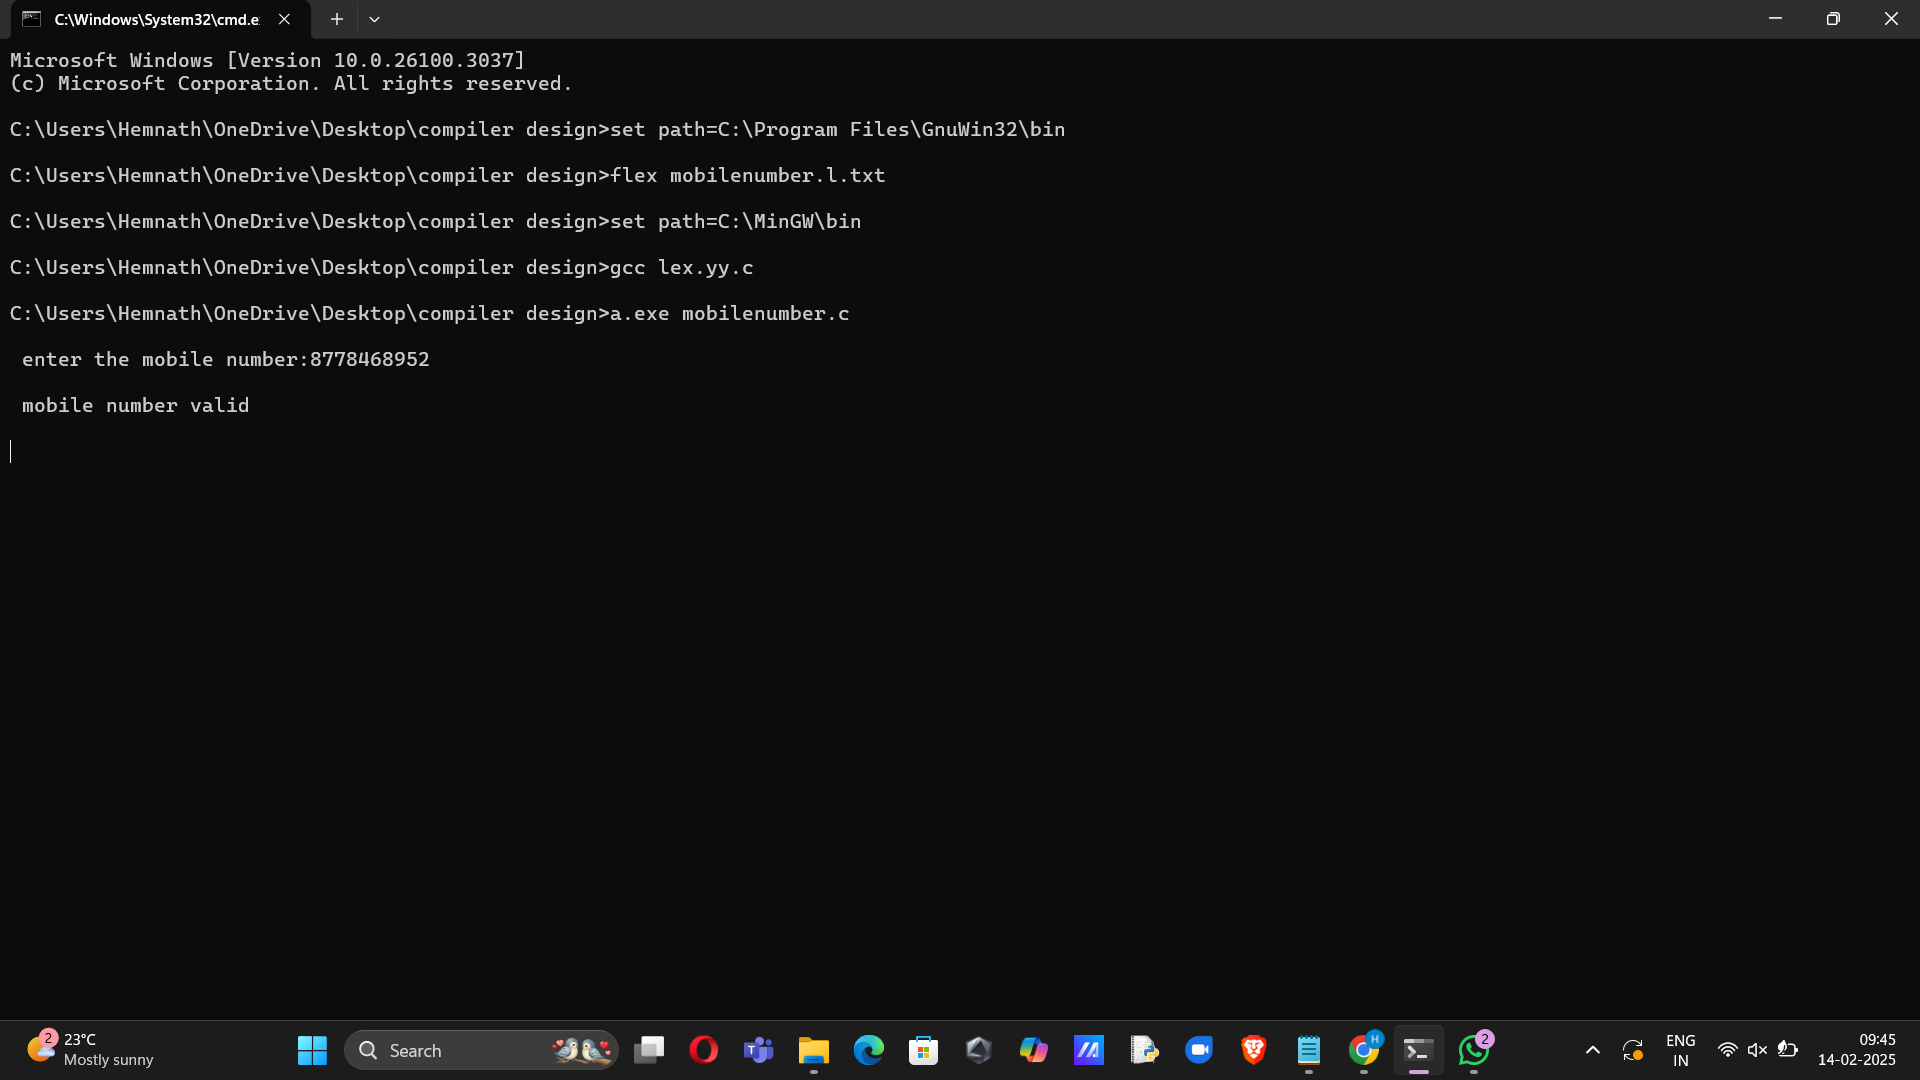 C:\Windows\System32\cmd.e
Microsoft Windows [Version 10.0.26100.3037]
(c) Microsoft Corporation. All rights reserved.
C:\Users\Hemnath\OneDrive\Desktop\compiler design>set path=C:\Program Files\GnuWin32\bin
C:\Users\Hemnath\OneDrive\Desktop\compiler design>flex mobilenumber.l.txt
C:\Users\Hemnath\OneDrive\Desktop\compiler design>set path=C:\MinGW\bin
C:\Users\Hemnath\OneDrive\Desktop\compiler design>gcc lex.yy.c
C:\Users\Hemnath\OneDrive\Desktop\compiler design>a.exe mobilenumber.c
enter the mobile number:8778468952
mobile number valid
2
23°C
Mostly sunny
Search
T
H
2
ENG
IN
09:45
14-02-2025